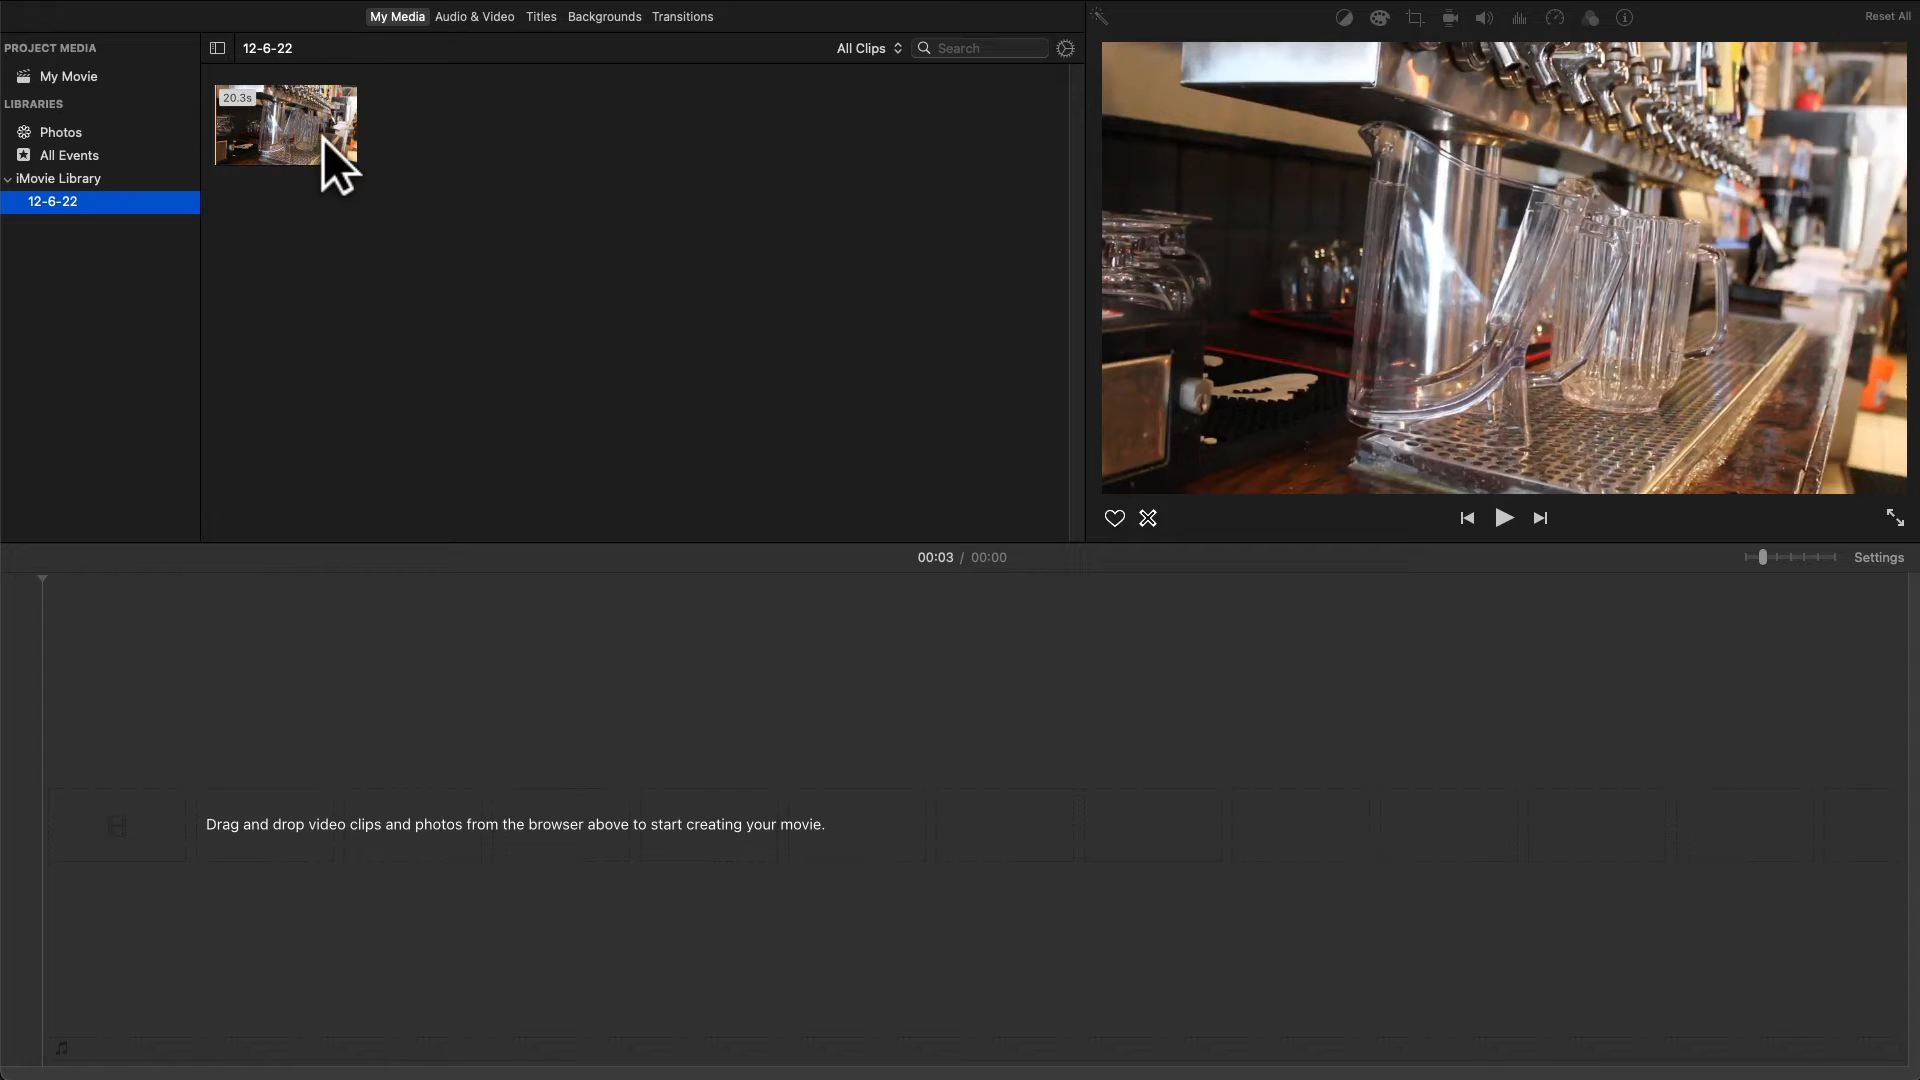 My Media Audio & Video Titles Backgrounds Transitions
Reset All
PROJECT MEDIA
12-6-22
All Clips
Search
My Movie
LIBRARIES
20.3s
Photos
All Events
iMovie Library
12-6-22
00:03 / 00:00
Settings
Drag and drop video clips and photos from the browser above to start creating your movie.